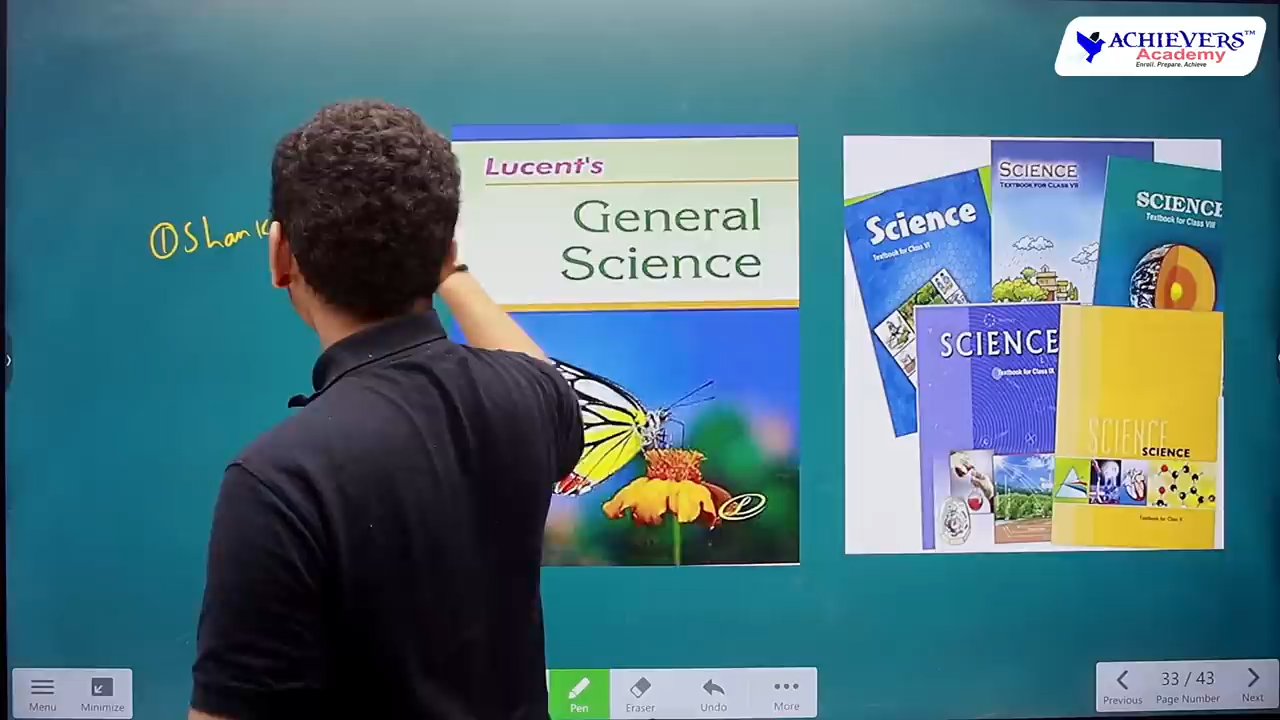 ACHIEVERS™
Academy
Enroll. Prepare. Achieve
① Shank
Lucent's
General
Science
Science
Textbook for Class VI
SCIENCE
TEXTBOOK FOR CLASS VII
SCIENCE
Textbook for Class VIII
SCIENCE
Textbook for Class IX
SCIENCE
SCIENCE
Textbook for Class X
Menu
Minimize
Pen
Eraser
Undo
More
Previous
33 / 43
Page Number
Next